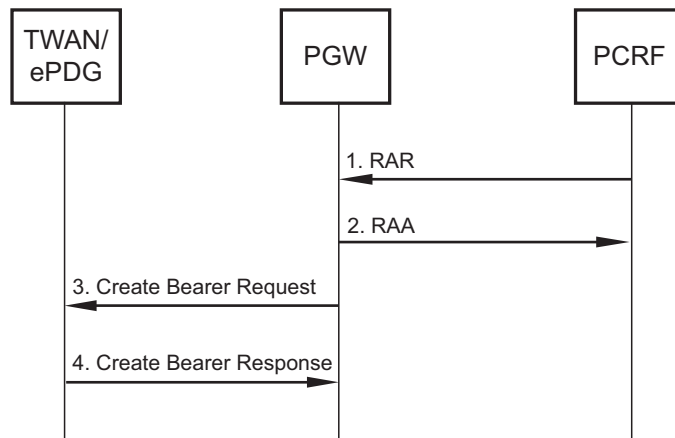 TWAN/
ePDG
PGW
PCRF
1. RAR
2. RAA
3. Create Bearer Request
4. Create Bearer Response